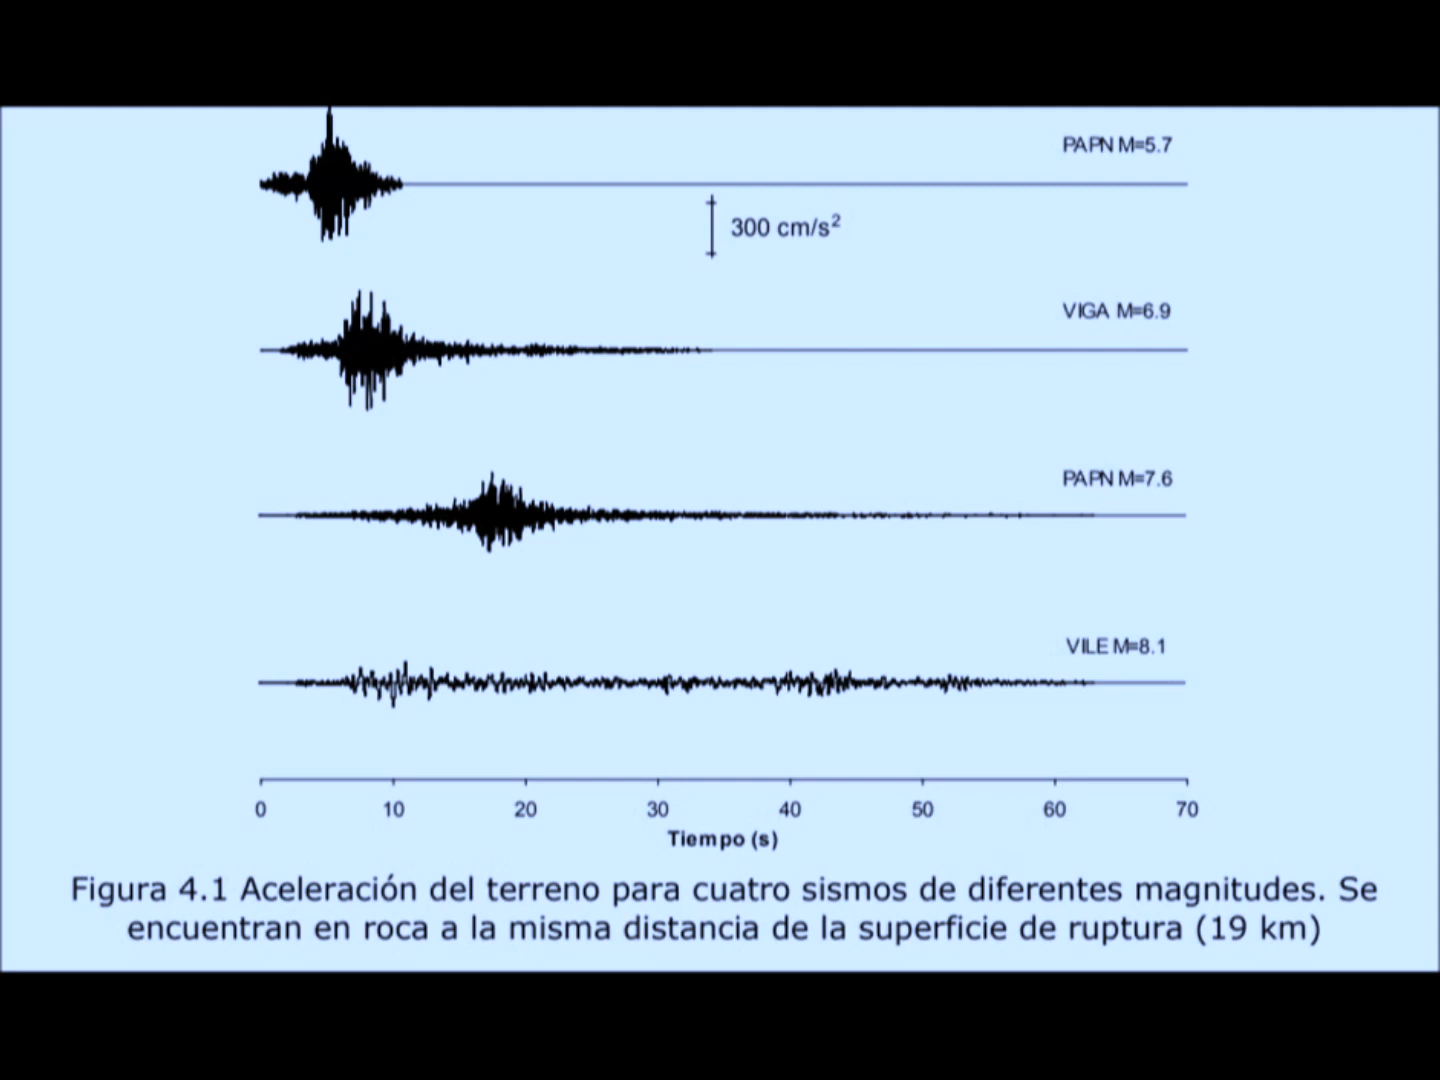 PAPN M=5.7
300 cm/s²
VIGA M=6.9
PAPN M=7.6
VILE M=8.1
0 10 20 30 40 50 60 70
Tiempo (s)
Figura 4.1 Aceleración del terreno para cuatro sismos de diferentes magnitudes. Se
encuentran en roca a la misma distancia de la superficie de ruptura (19 km)